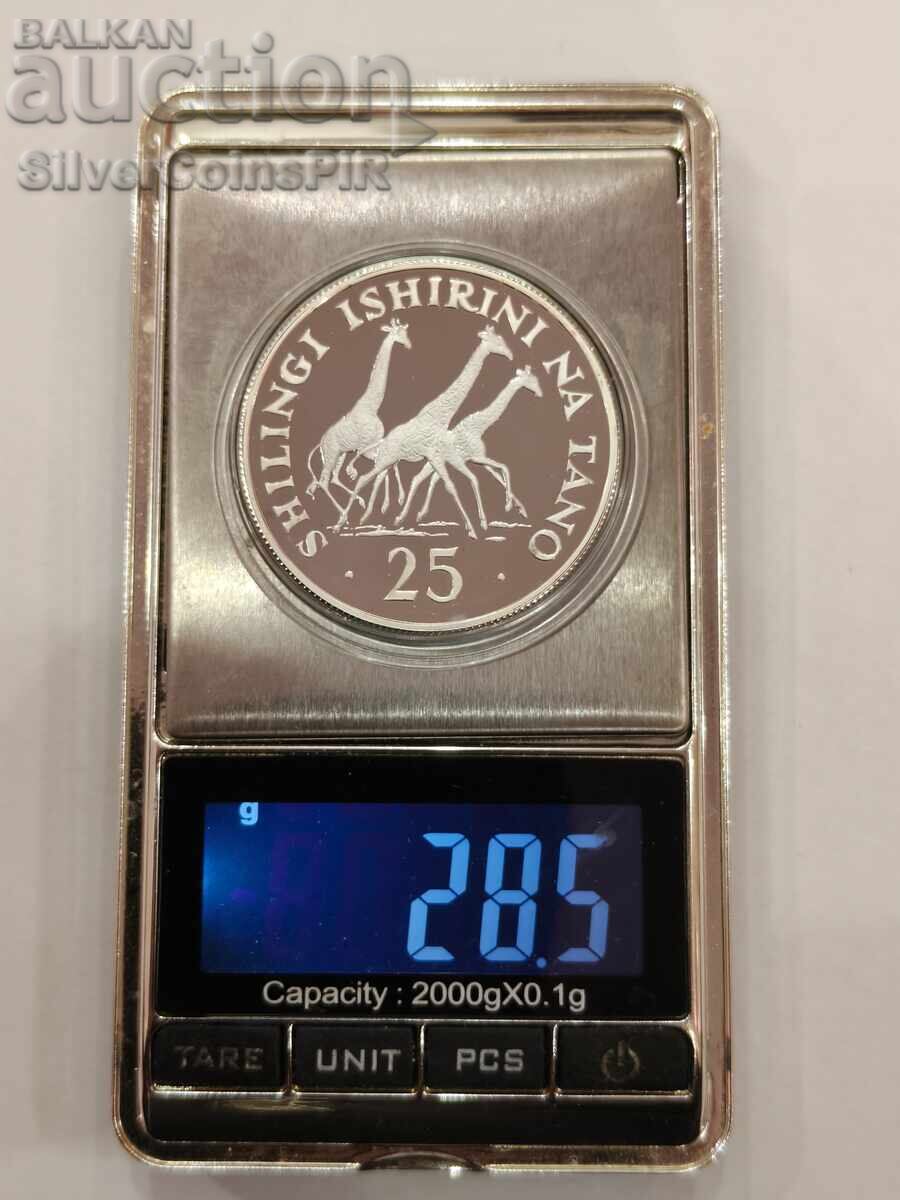 BALKAN
auction
SilverCoinsPIR
SHILINGI ISHIRINI NA TANO
· 25 ·
g
28.5
Capacity : 2000gX0.1g
TARE UNIT PCS